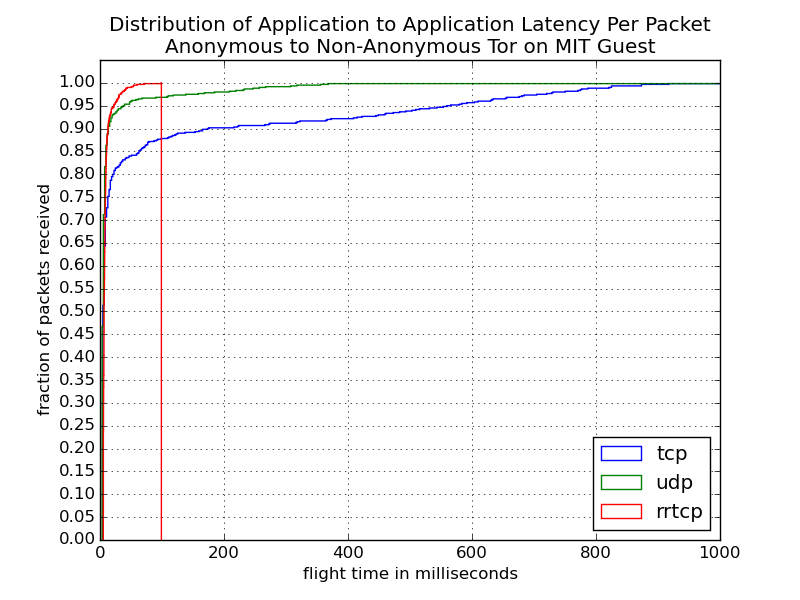 Distribution of Application to Application Latency Per Packet
Anonymous to Non-Anonymous Tor on MIT Guest
fraction of packets received
1.00
0.95
0.90
0.85
0.80
0.75
0.70
0.65
0.60
0.55
0.50
0.45
0.40
0.35
0.30
0.25
0.20
0.15
0.10
0.05
0.00
tcp
udp
rrtcp
0 200 400 600 800 1000
flight time in milliseconds